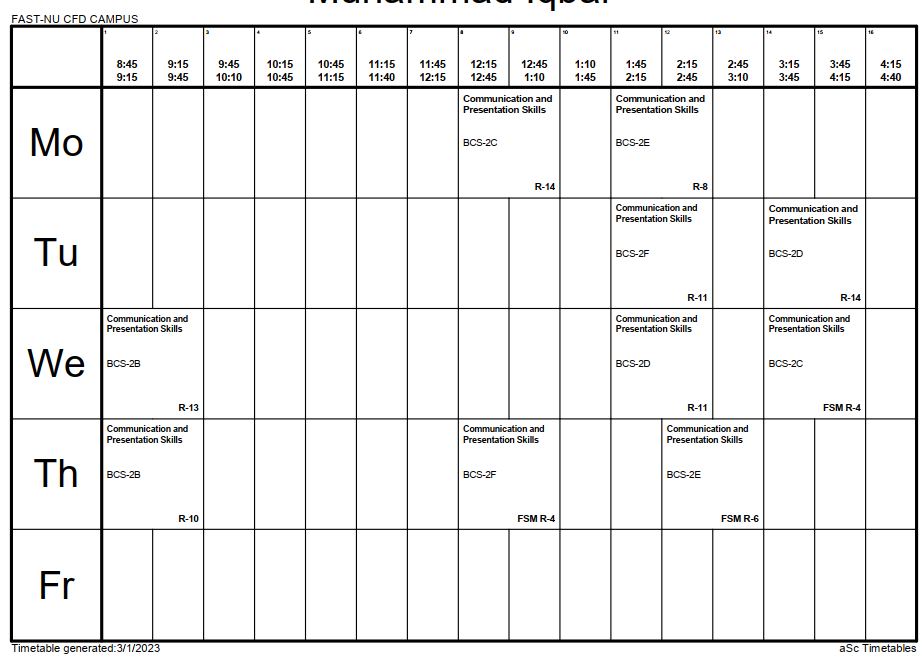 Muhammad Iqbal
FAST-NU CFD CAMPUS
1 2 3 4 5 6 7 8 9 10 11 12 13 14 15 16
8:45 9:15 9:45 10:15 10:45 11:15 11:45 12:15 12:45 1:10 1:45 2:15 2:45 3:15 3:45 4:15
9:15 9:45 10:10 10:45 11:15 11:40 12:15 12:45 1:10 1:45 2:15 2:45 3:10 3:45 4:15 4:40
Mo
Communication and
Presentation Skills
BCS-2C
R-14
Communication and
Presentation Skills
BCS-2E
R-8
Tu
Communication and
Presentation Skills
BCS-2F
R-11
Communication and
Presentation Skills
BCS-2D
R-14
We
Communication and
Presentation Skills
BCS-2B
R-13
Communication and
Presentation Skills
BCS-2D
R-11
Communication and
Presentation Skills
BCS-2C
FSM R-4
Th
Communication and
Presentation Skills
BCS-2B
R-10
Communication and
Presentation Skills
BCS-2F
FSM R-4
Communication and
Presentation Skills
BCS-2E
FSM R-6
Fr
Timetable generated:3/1/2023
aSc Timetables